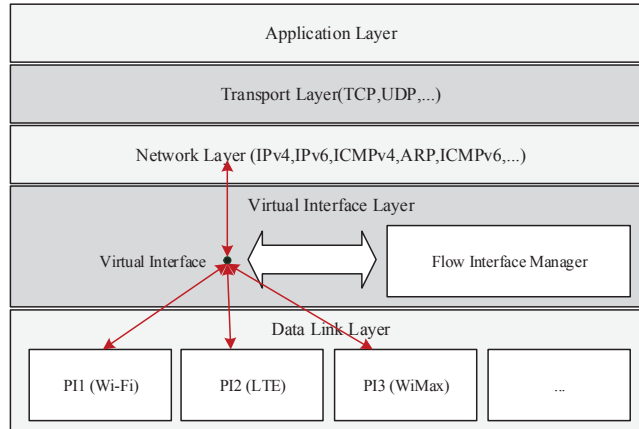 Application Layer
Transport Layer(TCP,UDP,...)
Network Layer (IPv4,IPv6,ICMPv4,ARP,ICMPv6,...)
Virtual Interface Layer
Virtual Interface
Flow Interface Manager
Data Link Layer
PI1 (Wi-Fi)
PI2 (LTE)
PI3 (WiMax)
...